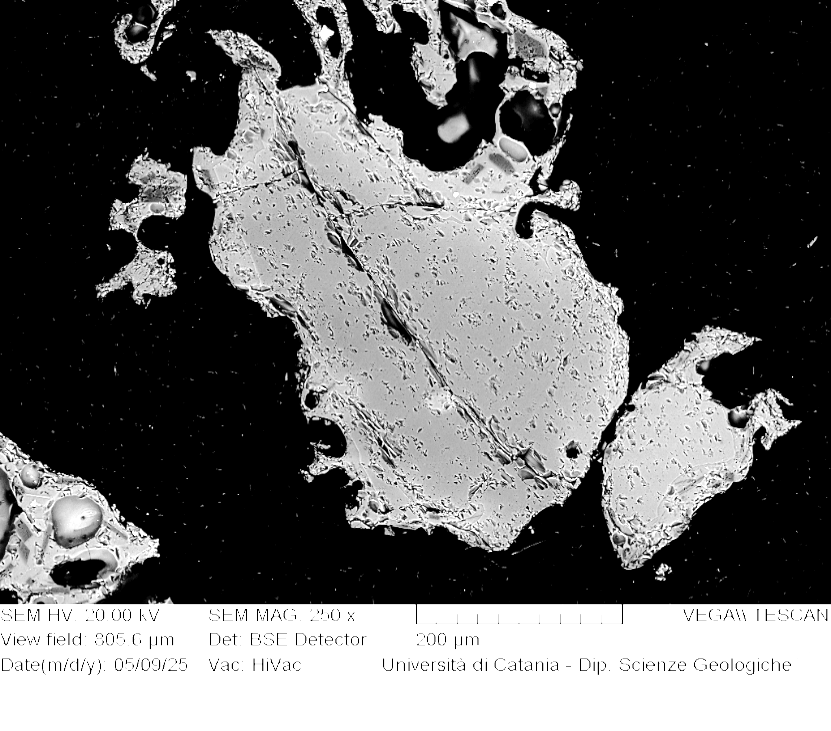 SEM HV: 20.00 kV SEM MAG: 250 x VEGA\\ TESCAN
View field: 805.6 µm Det: BSE Detector 200 µm
Date(m/d/y): 05/09/25 Vac: HiVac Università di Catania - Dip. Scienze Geologiche